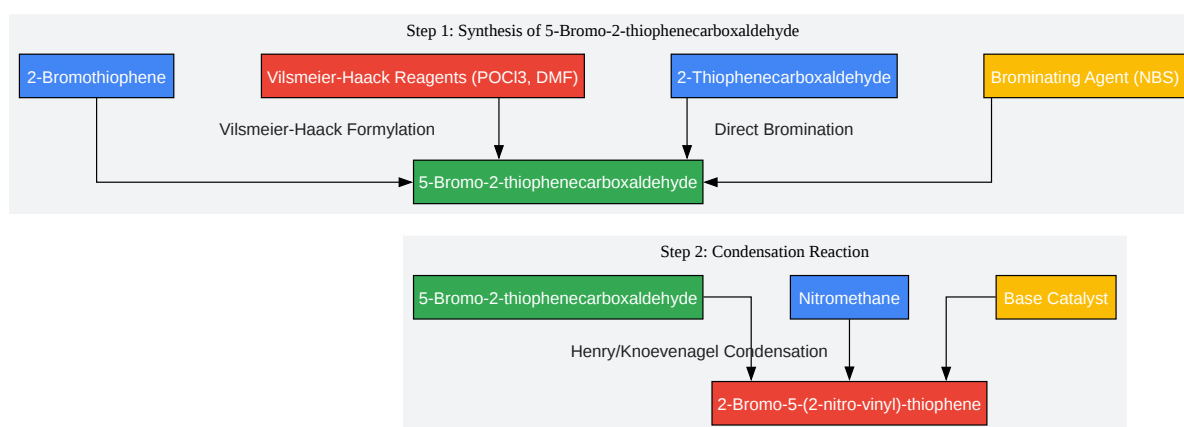 Step 1: Synthesis of 5-Bromo-2-thiophenecarboxaldehyde
2-Bromothiophene
Vilsmeier-Haack Reagents (POCl3, DMF)
2-Thiophenecarboxaldehyde
Brominating Agent (NBS)
Vilsmeier-Haack Formylation
Direct Bromination
5-Bromo-2-thiophenecarboxaldehyde
Step 2: Condensation Reaction
5-Bromo-2-thiophenecarboxaldehyde
Nitromethane
Base Catalyst
Henry/Knoevenagel Condensation
2-Bromo-5-(2-nitro-vinyl)-thiophene